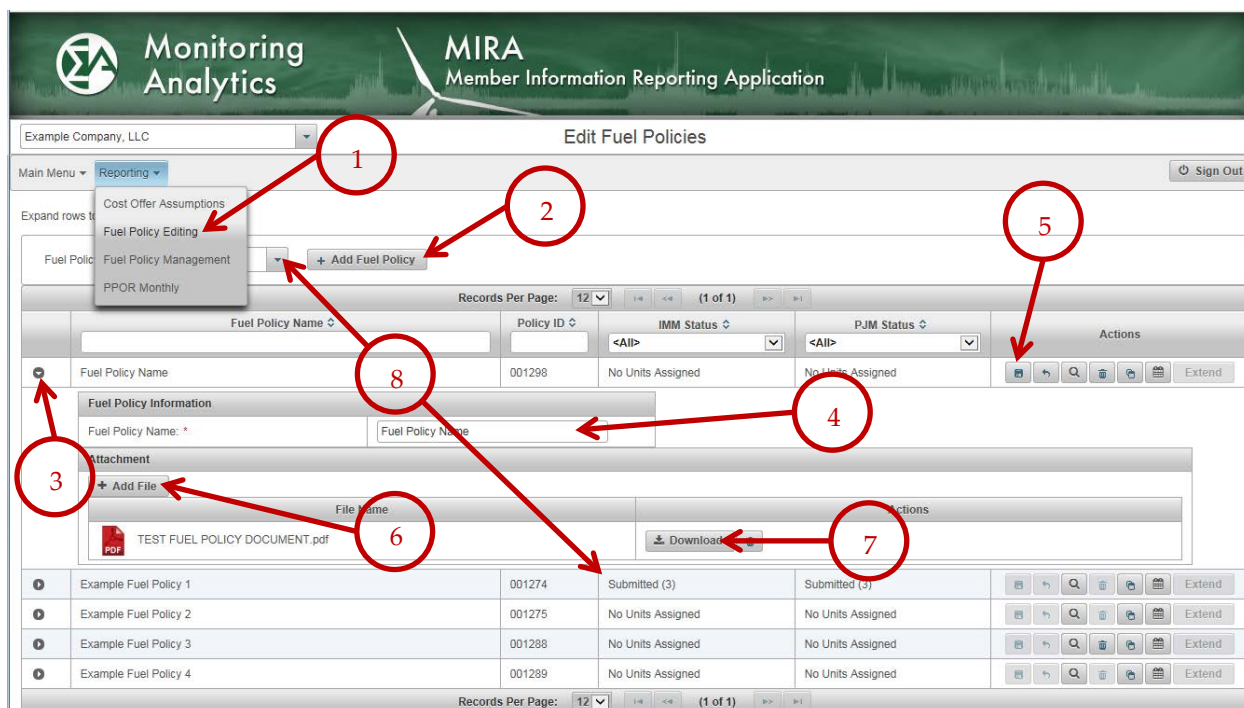 Monitoring Analytics
MIRA
Member Information Reporting Application
Example Company, LLC
Edit Fuel Policies
1
Main Menu Reporting
Sign Out
Cost Offer Assumptions
Expand rows to
2
5
Fuel Policy Editing
Fuel Polic
Fuel Policy Management
+ Add Fuel Policy
PPOR Monthly
Records Per Page: 12 (1 of 1)
Fuel Policy Name Policy ID IMM Status PJM Status Actions
<All> <All>
Fuel Policy Name 001298 No Units Assigned No Units Assigned Extend
8
Fuel Policy Information
4
Fuel Policy Name: * Fuel Policy Name
Attachment
3
+ Add File
File Name Actions
6
7
PDF TEST FUEL POLICY DOCUMENT.pdf Download
Example Fuel Policy 1 001274 Submitted (3) Submitted (3) Extend
Example Fuel Policy 2 001275 No Units Assigned No Units Assigned Extend
Example Fuel Policy 3 001288 No Units Assigned No Units Assigned Extend
Example Fuel Policy 4 001289 No Units Assigned No Units Assigned Extend
Records Per Page: 12 (1 of 1)